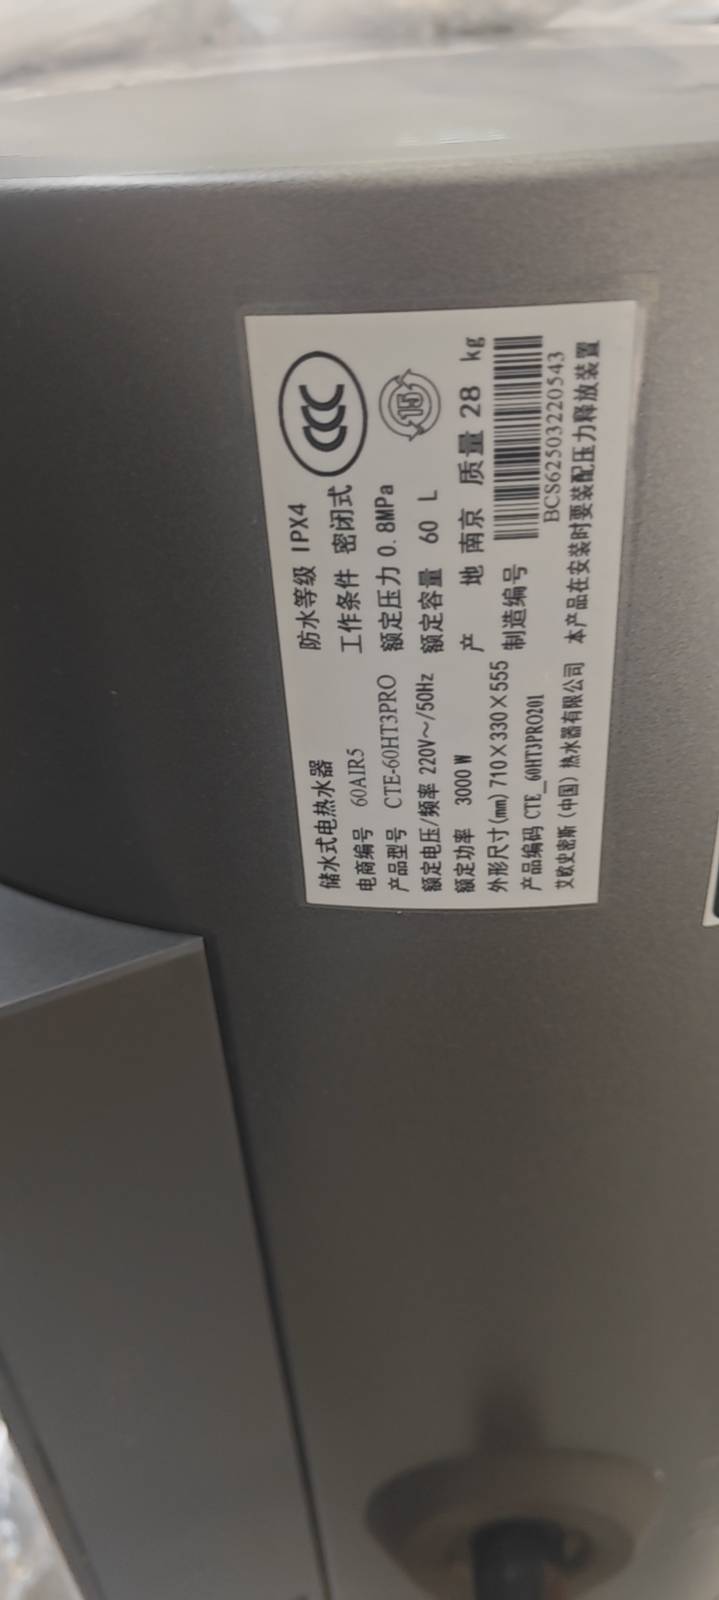 储水式电热水器
电商编号 60AIR5
产品型号 CTE-60HT3PRO
额定电压/频率 220V～/50Hz
额定功率 3000 W
外形尺寸(mm) 710×330×555
产品编码 CTE_60HT3PRO201
艾欧史密斯（中国）热水器有限公司
防水等级 IPX4
工作条件 密闭式
额定压力 0.8MPa
额定容量 60 L
产 地 南京 质量 28 kg
制造编号
BCS62503220543
本产品在安装时要装配压力释放装置
CCC
15